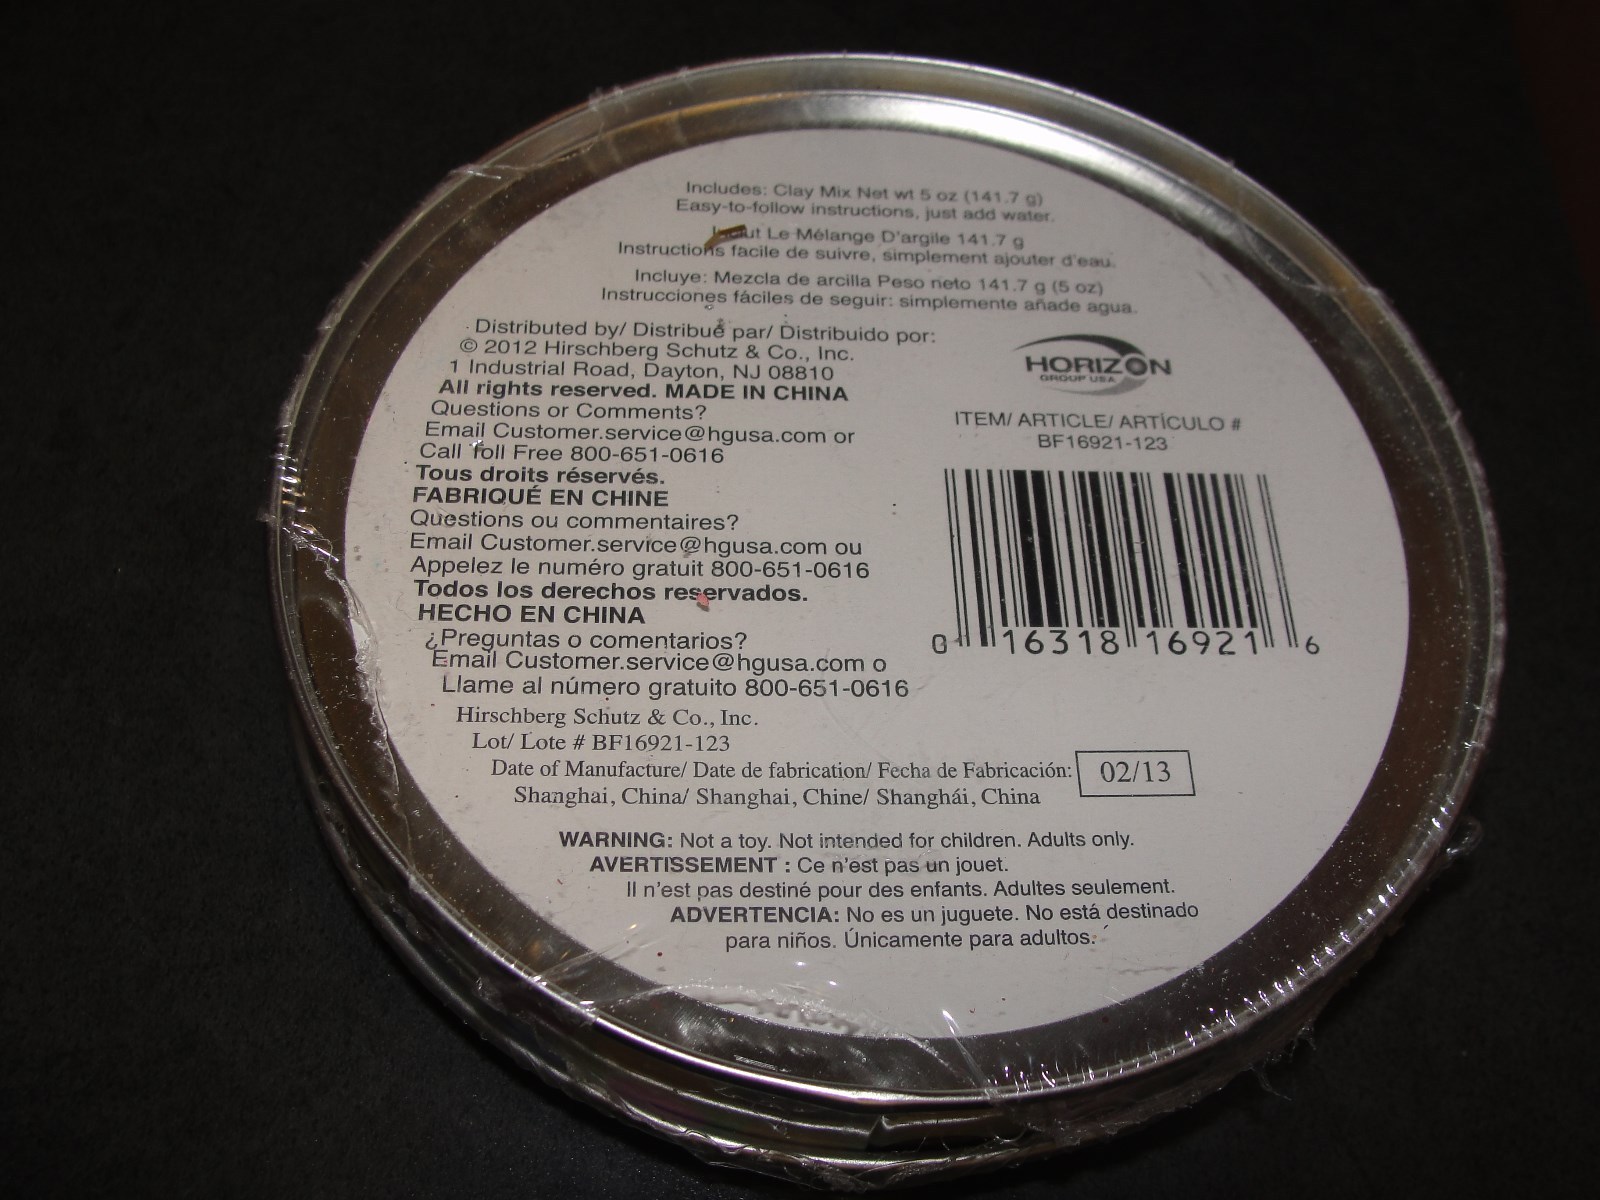 Includes: Clay Mix Net wt 5 oz (141.7 g)
Easy-to-follow instructions, just add water.
Le Mélange D'argile 141.7 g
Instructions facile de suivre, simplement ajouter d'eau.
Incluye: Mezcla de arcilla Peso neto 141.7 g (5 oz)
Instrucciones fáciles de seguir: simplemente añade agua.
Distributed by/ Distribué par/ Distribuido por:
© 2012 Hirschberg Schutz & Co., Inc.
1 Industrial Road, Dayton, NJ 08810
All rights reserved. MADE IN CHINA
Questions or Comments?
Email Customer.service@hgusa.com or
Call Toll Free 800-651-0616
Tous droits réservés.
FABRIQUÉ EN CHINE
Questions ou commentaires?
Email Customer.service@hgusa.com ou
Appelez le numéro gratuit 800-651-0616
Todos los derechos reservados.
HECHO EN CHINA
¿Preguntas o comentarios?
Email Customer.service@hgusa.com o
Llame al número gratuito 800-651-0616
HORIZON
GROUP USA
ITEM/ ARTICLE/ ARTÍCULO #
BF16921-123
0 16318 16921 6
Hirschberg Schutz & Co., Inc.
Lot/ Lote # BF16921-123
Date of Manufacture/ Date de fabrication/ Fecha de Fabricación: 02/13
Shanghai, China/ Shanghai, Chine/ Shanghái, China
WARNING: Not a toy. Not intended for children. Adults only.
AVERTISSEMENT : Ce n'est pas un jouet.
Il n'est pas destiné pour des enfants. Adultes seulement.
ADVERTENCIA: No es un juguete. No está destinado
para niños. Únicamente para adultos.